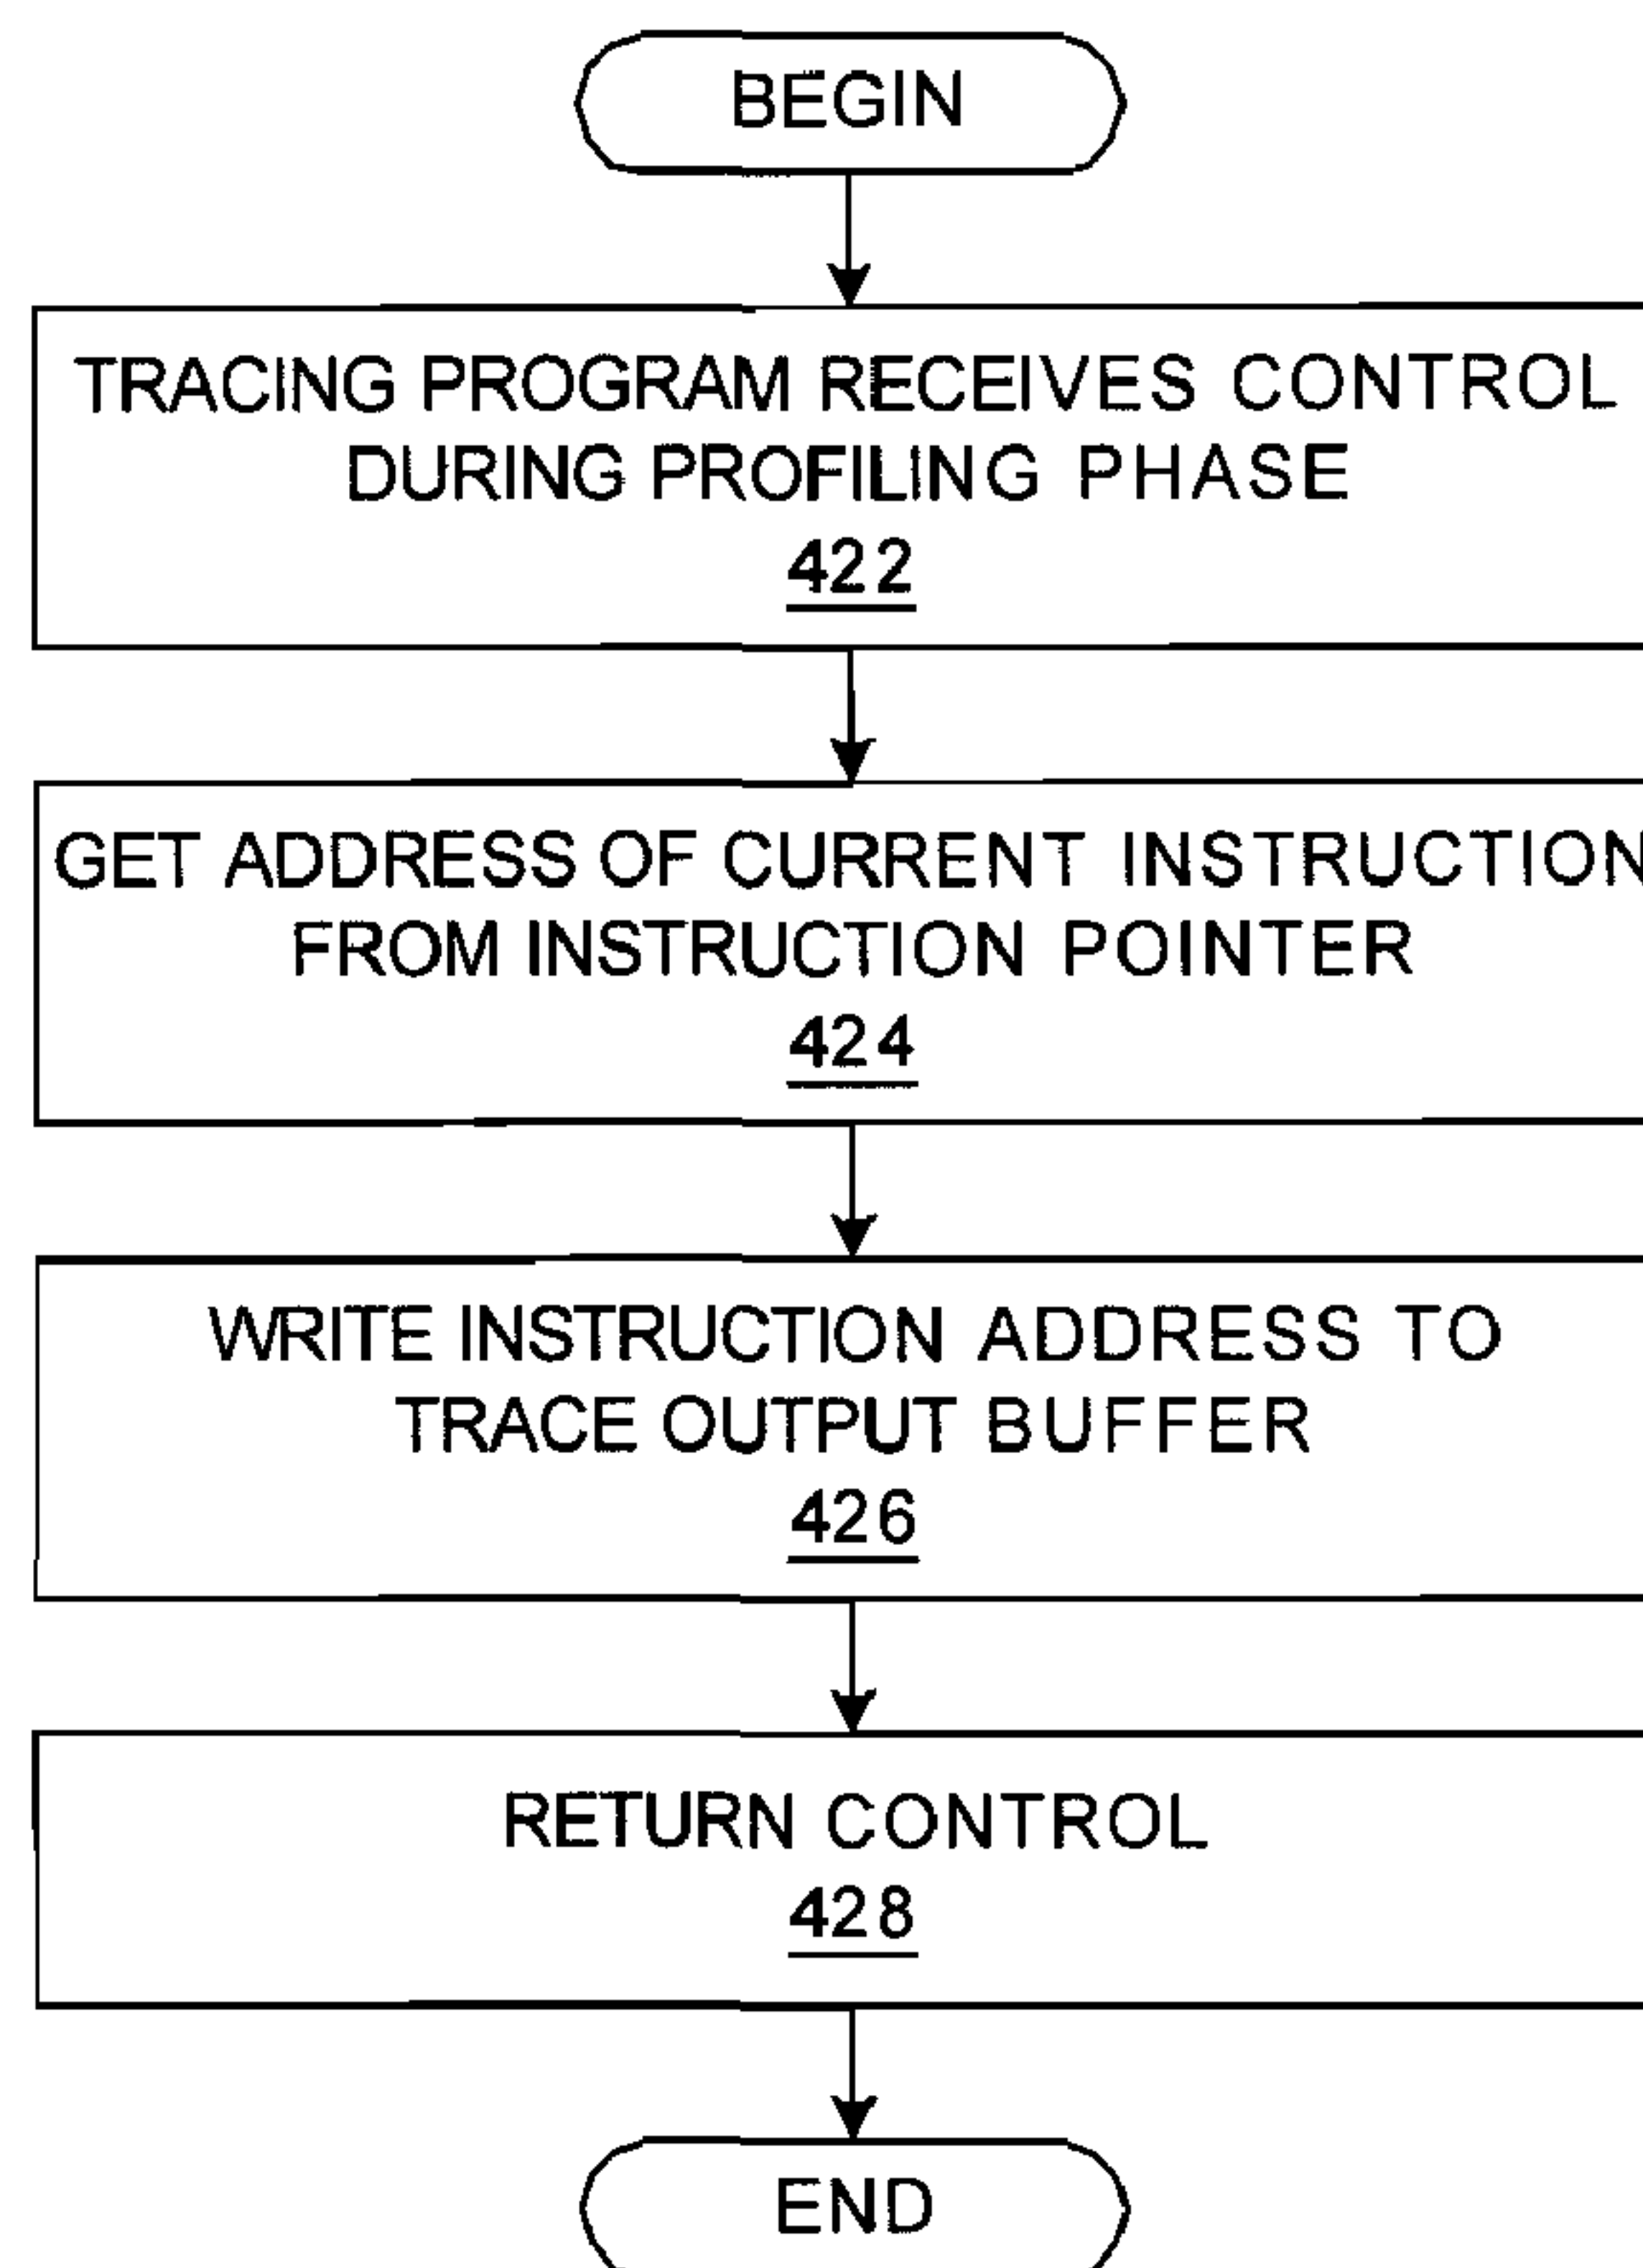 BEGIN
TRACING PROGRAM RECEIVES CONTROL
DURING PROFILING PHASE
422
GET ADDRESS OF CURRENT INSTRUCTION
FROM INSTRUCTION POINTER
424
WRITE INSTRUCTION ADDRESS TO
TRACE OUTPUT BUFFER
426
RETURN CONTROL
428
END